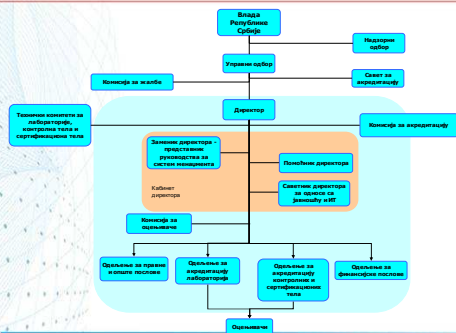 Влада
Републике
Србије
Надзорни
одбор
Управни одбор
Комисија за жалбе
Савет за
акредитацију
Директор
Технички комитети за
лабораторије,
контролна тела и
сертификациона тела
Комисија за акредитацију
Заменик директора -
представник
руководства за
систем менаџмента
Помоћник директора
Кабинет
директора
Саветник директора
за односе са
јавношћу и ИТ
Комисија за
оцењиваче
Одељење за правне
и опште послове
Одељење за
акредитацију
лабораторија
Одељење за
акредитацију
контролних и
сертификационих
тела
Одељење за
финансијске послове
Оцењивачи